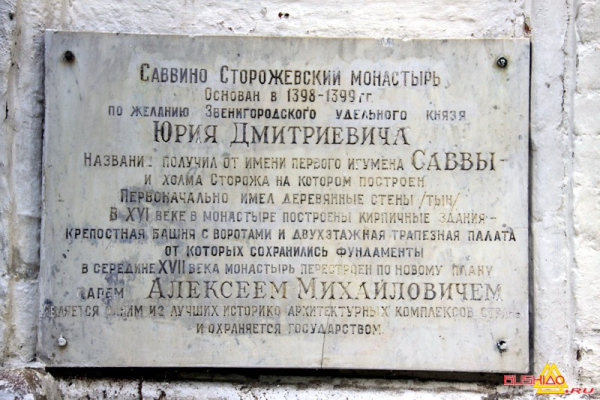 Саввино Сторожевский монастырь
Основан в 1398-1399 гг.
по желанию Звенигородского удельного князя
Юрия Дмитриевича
получил от имени первого игумена Саввы -
и холма Сторожа на котором построен
Первоначально имел деревянные стены /тын/
В XVI веке в монастыре построены кирпичные здания-
крепостная башня с воротами и двухэтажная трапезная палата
от которых сохранились фундаменты
в середине XVII века монастырь перестроен по новому плану
Алексеем Михайловичем
из лучших историко архитектурных комплексов
и охраняется государством.
BUSHIDO
.RU